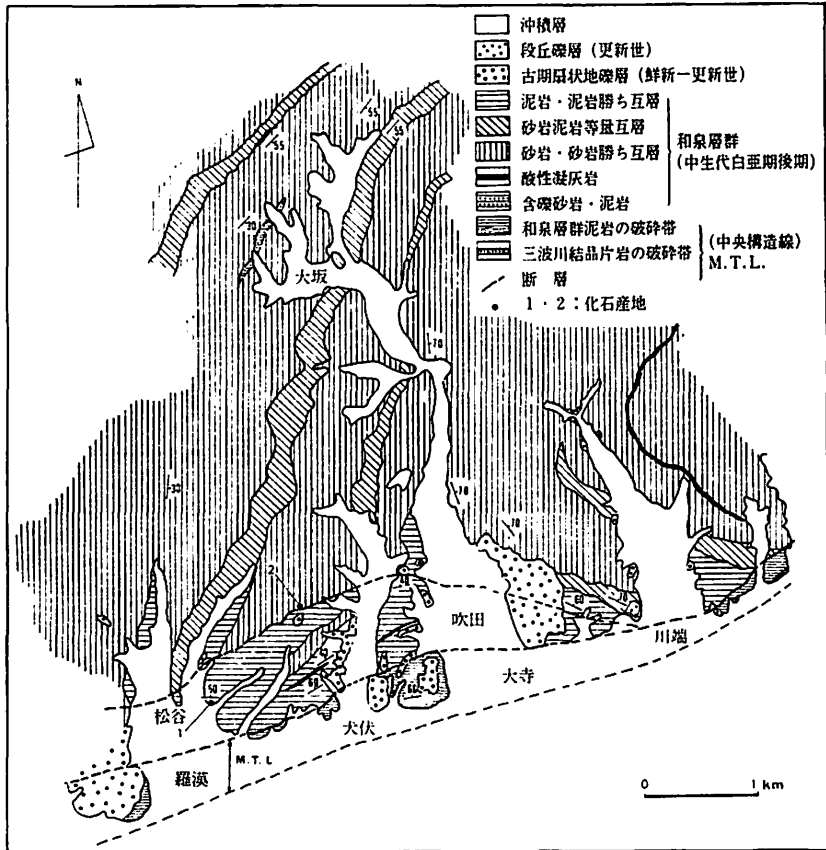 N
沖積層
段丘礫層 (更新世)
古期扇状地礫層 (鮮新一更新世)
泥岩・泥岩勝ち互層
砂岩泥岩等量互層
砂岩・砂岩勝ち互層
酸性凝灰岩
含礫砂岩・泥岩
和泉層群
(中生代白亜期後期)
和泉層群泥岩の破砕帯
三波川結晶片岩の破砕帯
(中央構造線)
M.T.L.
断 層
1・2:化石産地
55
55
大坂
70
33
70
70
2
60
70
吹田
川端
50
60
60
大寺
松谷
1
犬伏
M.T.L
羅漢
0 1 km